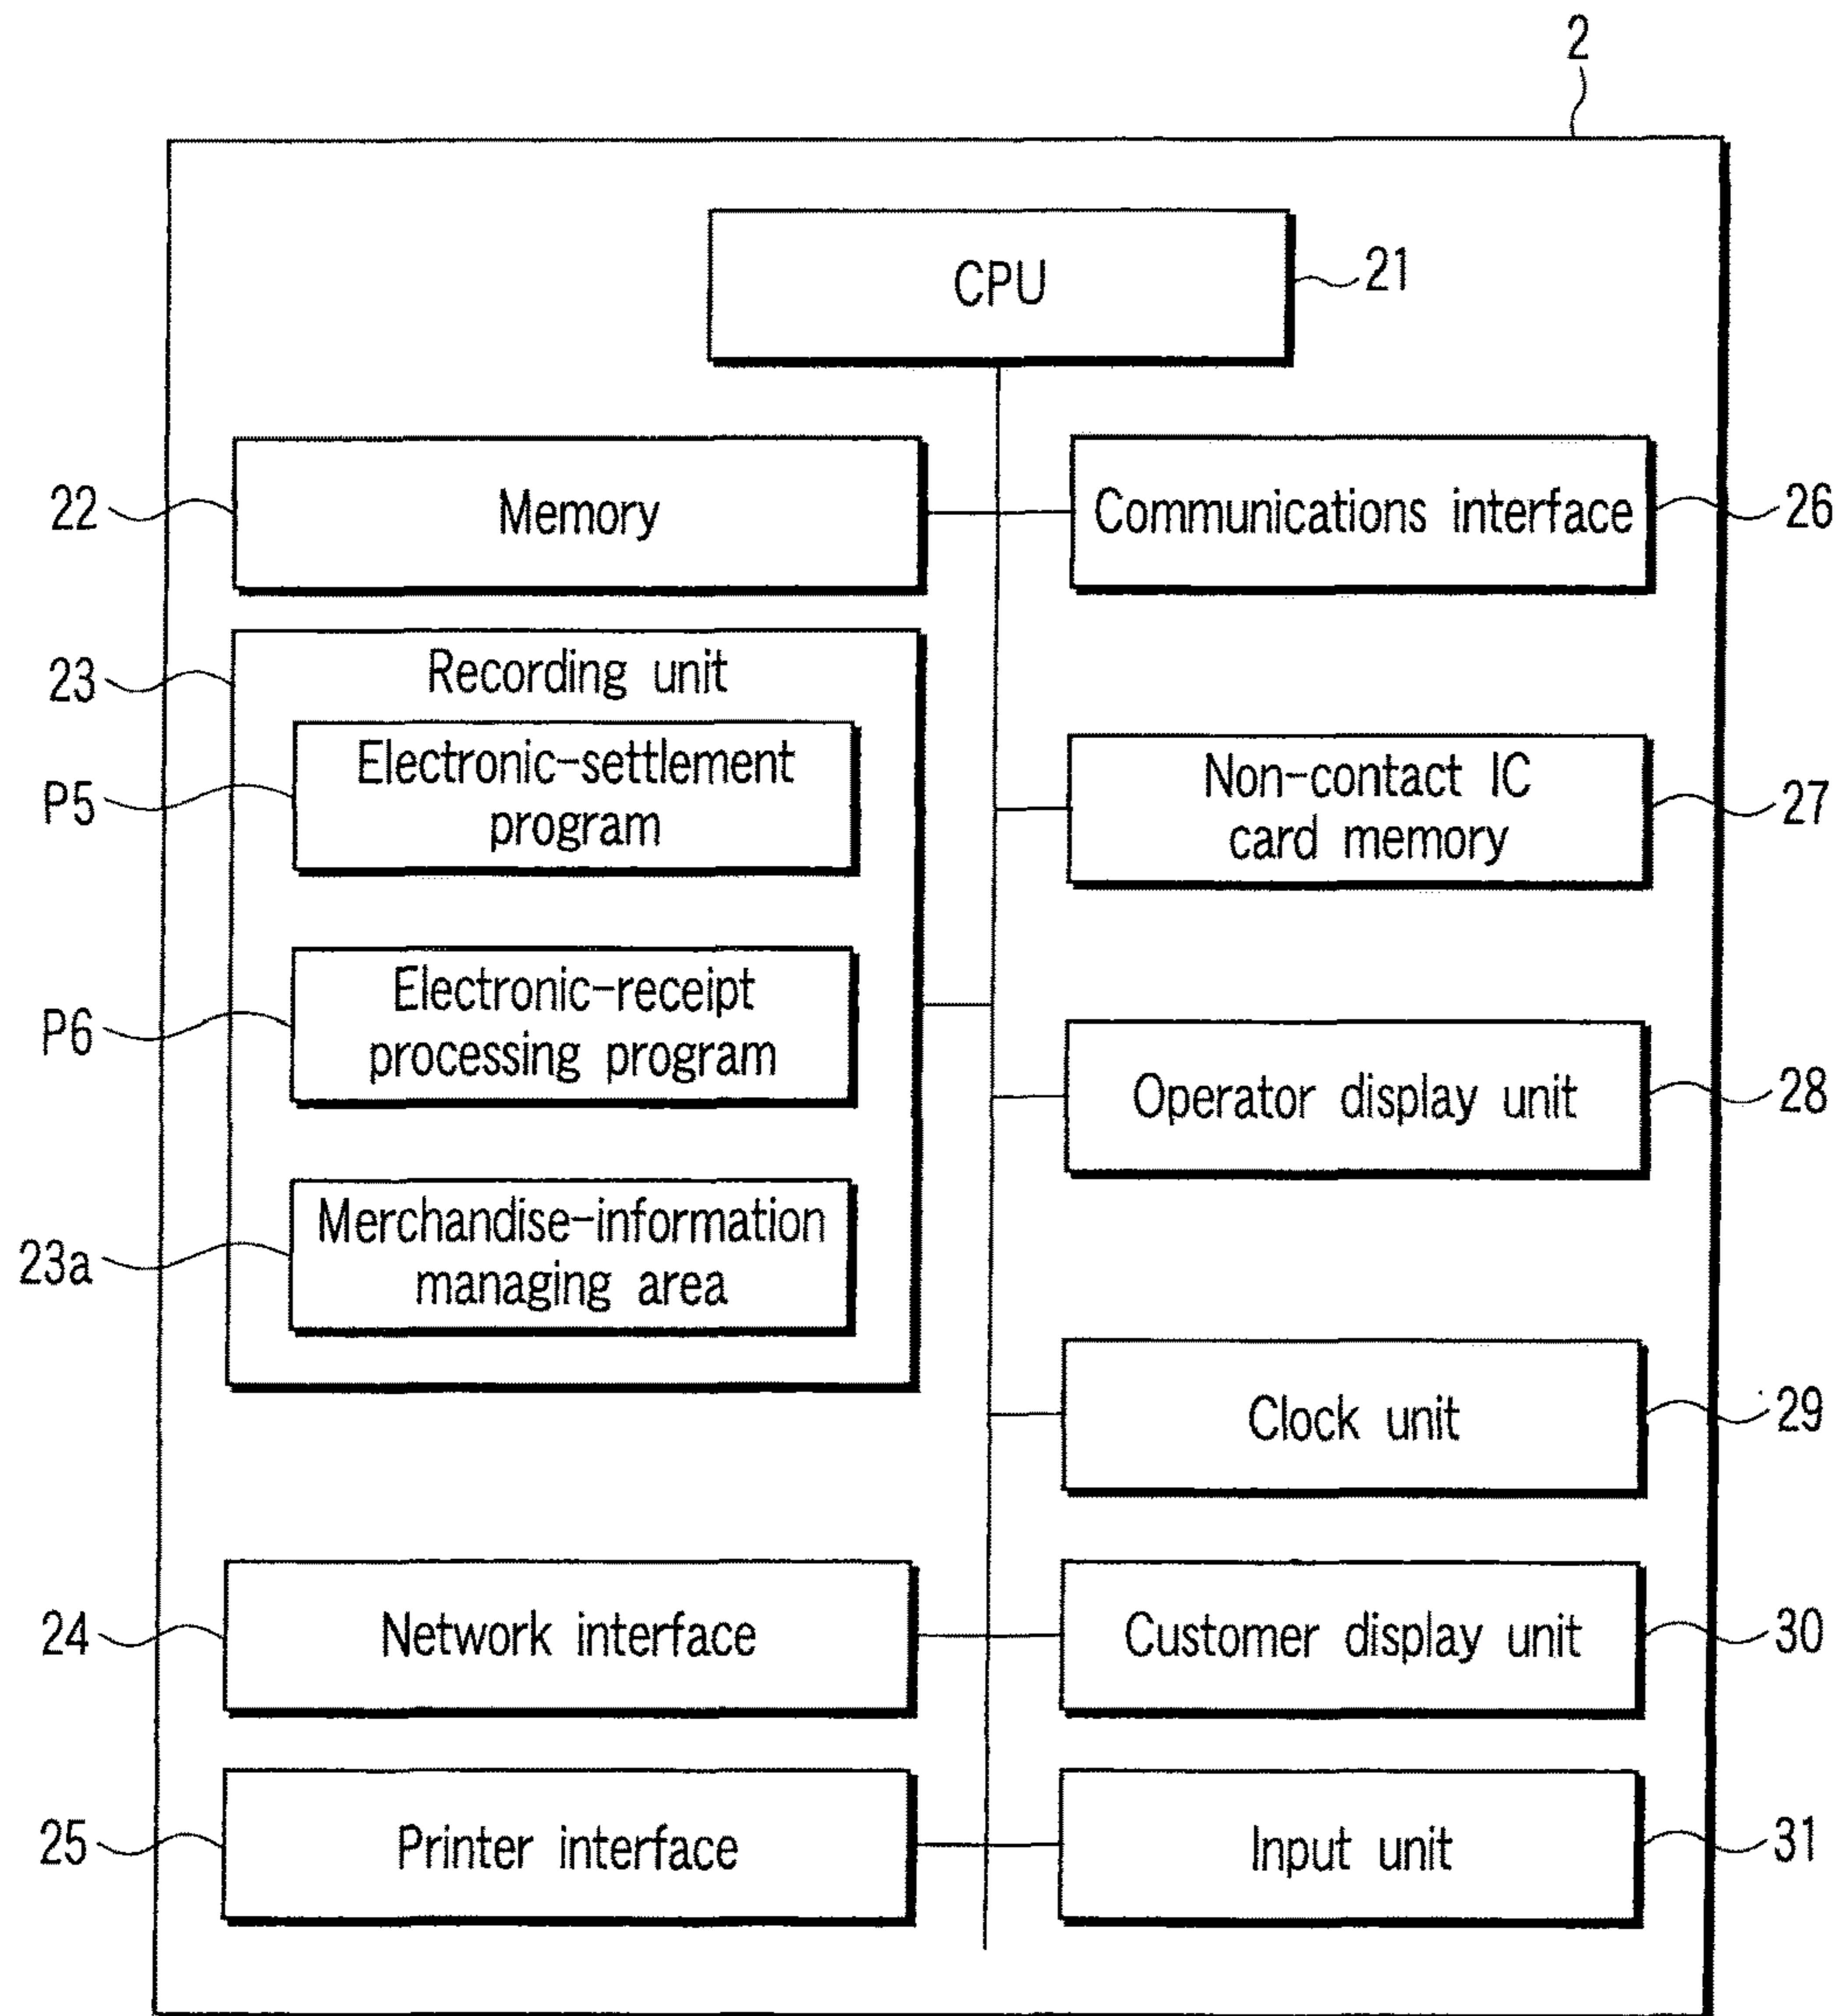 2
CPU
21
22
Memory
Communications interface
26
23
Recording unit
P5
Electronic-settlement
program
Non-contact IC
card memory
27
P6
Electronic-receipt
processing program
Operator display unit
28
23a
Merchandise-information
managing area
Clock unit
29
24
Network interface
Customer display unit
30
25
Printer interface
Input unit
31